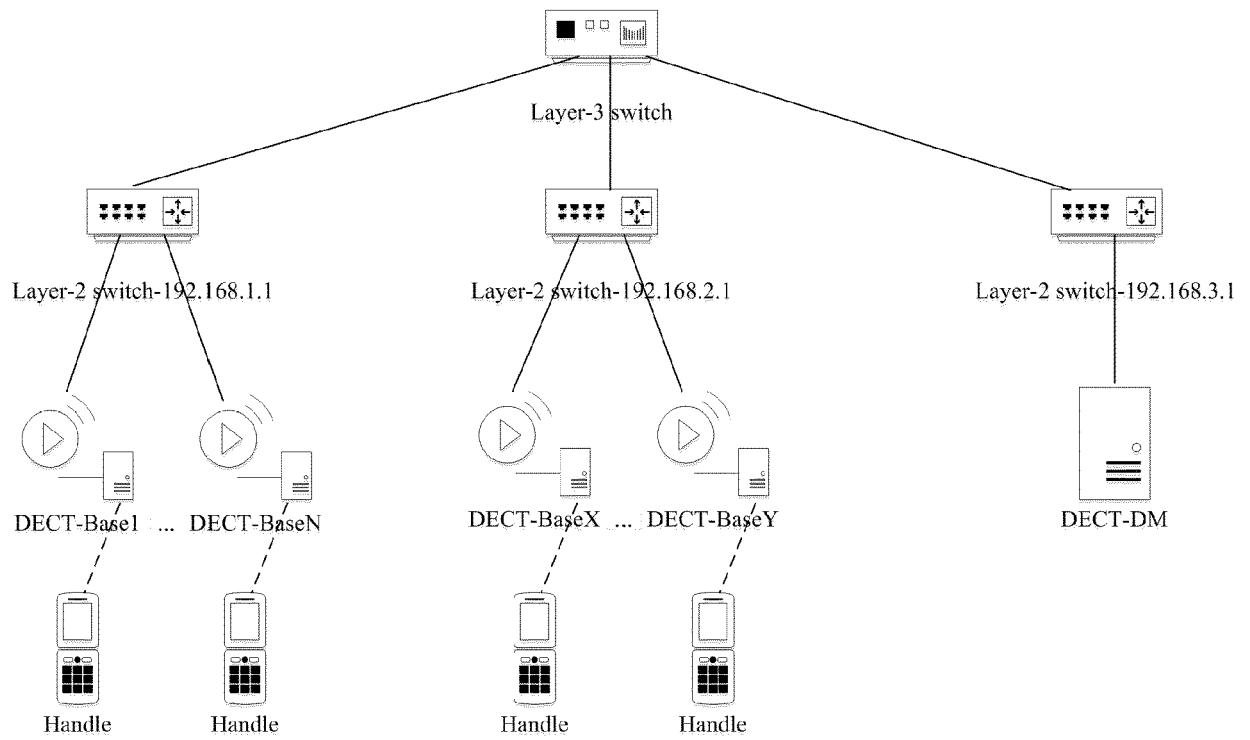 Layer-3 switch
Layer-2 switch-192.168.1.1
Layer-2 switch-192.168.2.1
Layer-2 switch-192.168.3.1
DECT-Base1 ... DECT-BaseN
DECT-BaseX ... DECT-BaseY
DECT-DM
Handle
Handle
Handle
Handle